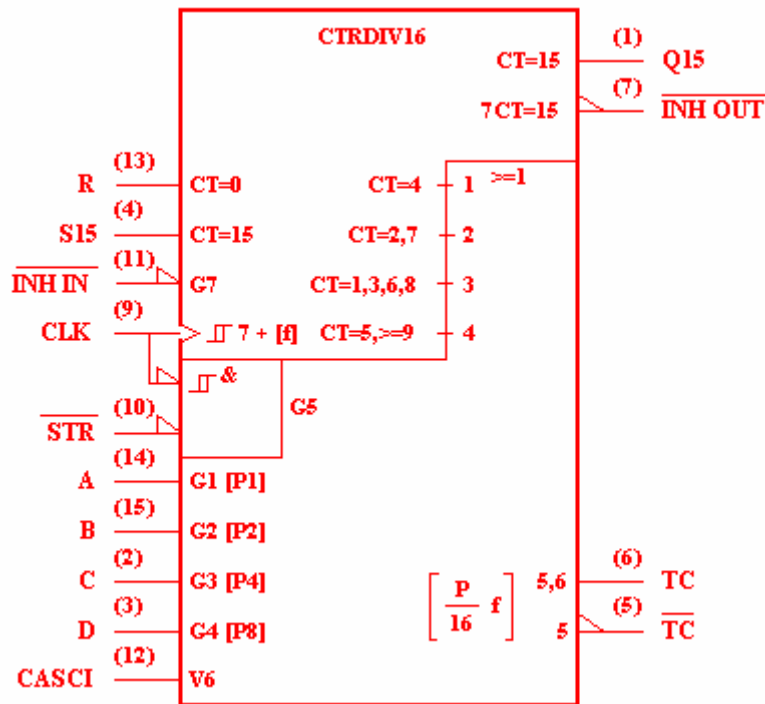 CTRDIV16
CT=15 (1) Q15
7CT=15 (7) INH OUT
R (13) CT=0 CT=4 1 >=1
S15 (4) CT=15 CT=2,7 2
INH IN (11) G7 CT=1,3,6,8 3
CLK (9) 7 + [f] CT=5,>=9 4
&
G5
STR (10)
A (14) G1 [P1]
B (15) G2 [P2]
C (2) G3 [P4] [P/16 f] 5,6 (6) TC
D (3) G4 [P8] 5 (5) TC
CASCI (12) V6